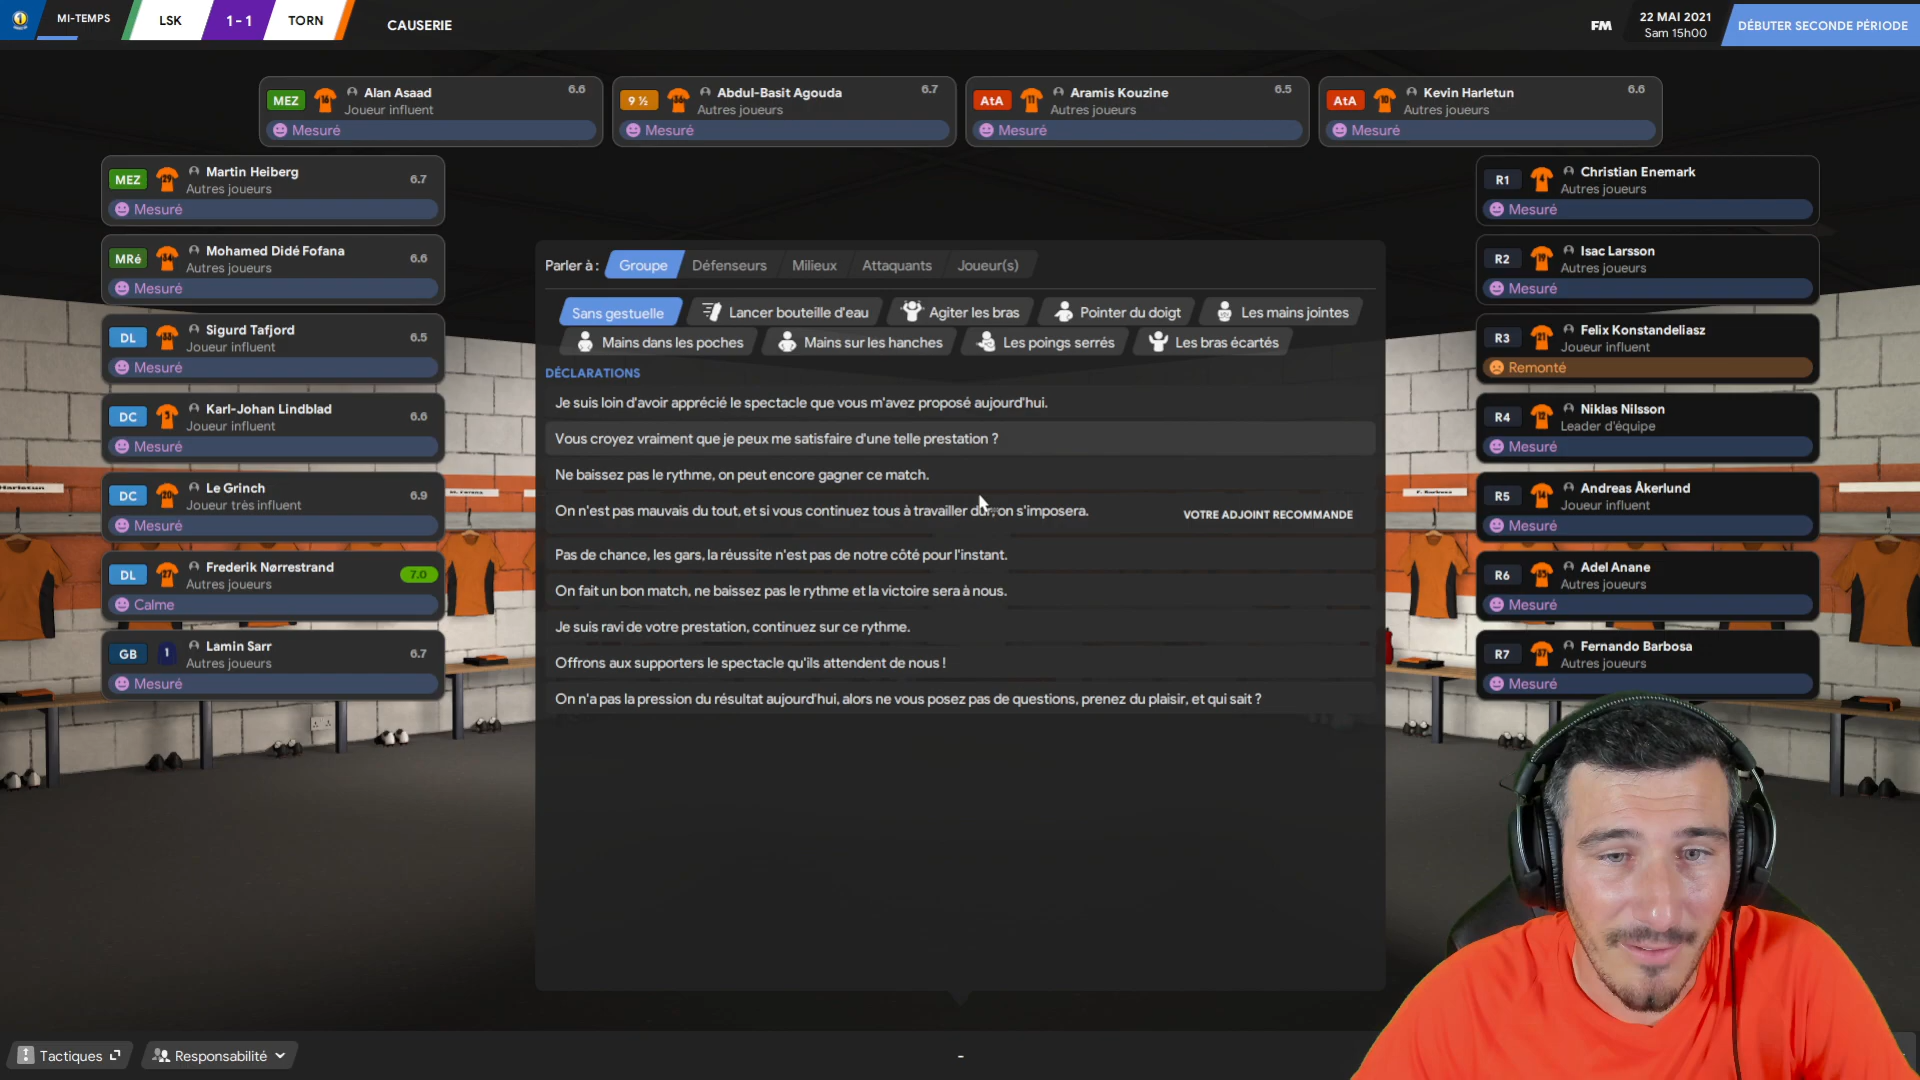 MI-TEMPS
LSK
1 - 1
TORN
CAUSERIE
FM
22 MAI 2021
Sam 15h00
DÉBUTER SECONDE PÉRIODE
MEZ
Alan Asaad
6.6
Joueur influent
Mesuré
9 ½
Abdul-Basit Agouda
6.7
Autres joueurs
Mesuré
AtA
11
Aramis Kouzine
6.5
Autres joueurs
Mesuré
AtA
10
Kevin Harletun
6.6
Autres joueurs
Mesuré
MEZ
Martin Heiberg
6.7
Autres joueurs
Mesuré
MRé
Mohamed Didé Fofana
6.6
Autres joueurs
Mesuré
DL
Sigurd Tafjord
6.5
Joueur influent
Mesuré
DC
Karl-Johan Lindblad
6.6
Joueur influent
Mesuré
DC
20
Le Grinch
6.9
Joueur très influent
Mesuré
DL
27
Frederik Nørrestrand
7.0
Autres joueurs
Calme
GB
1
Lamin Sarr
6.7
Autres joueurs
Mesuré
Parler à :
Groupe
Défenseurs
Milieux
Attaquants
Joueur(s)
Sans gestuelle
Lancer bouteille d'eau
Agiter les bras
Pointer du doigt
Les mains jointes
Mains dans les poches
Mains sur les hanches
Les poings serrés
Les bras écartés
DÉCLARATIONS
Je suis loin d'avoir apprécié le spectacle que vous m'avez proposé aujourd'hui.
Vous croyez vraiment que je peux me satisfaire d'une telle prestation ?
Ne baissez pas le rythme, on peut encore gagner ce match.
On n'est pas mauvais du tout, et si vous continuez tous à travailler dur, on s'imposera.
VOTRE ADJOINT RECOMMANDE
Pas de chance, les gars, la réussite n'est pas de notre côté pour l'instant.
On fait un bon match, ne baissez pas le rythme et la victoire sera à nous.
Je suis ravi de votre prestation, continuez sur ce rythme.
Offrons aux supporters le spectacle qu'ils attendent de nous !
On n'a pas la pression du résultat aujourd'hui, alors ne vous posez pas de questions, prenez du plaisir, et qui sait ?
R1
Christian Enemark
Autres joueurs
Mesuré
R2
Isac Larsson
Autres joueurs
Mesuré
R3
Felix Konstandeliasz
Joueur influent
Remonté
R4
12
Niklas Nilsson
Leader d'équipe
Mesuré
R5
14
Andreas Åkerlund
Joueur influent
Mesuré
R6
Adel Anane
Autres joueurs
Mesuré
R7
Fernando Barbosa
Autres joueurs
Mesuré
Harletun
Tactiques
Responsabilité
-